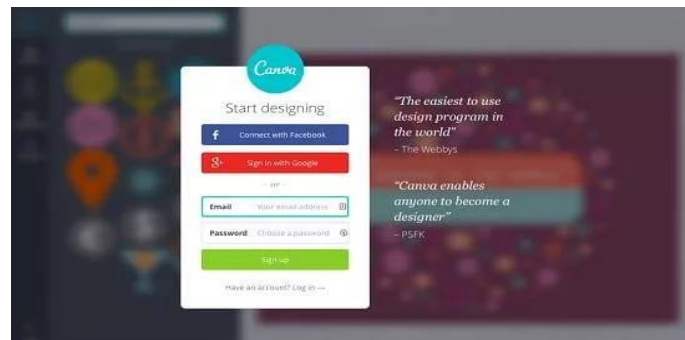 Canva
Start designing
f Connect with Facebook
8+ Sign in with Google
or
Email Your email address
Password Choose a password
Sign up
Have an account? Log in →
"The easiest to use
design program in
the world"
– The Webbys
"Canva enables
anyone to become a
designer"
– PSFK